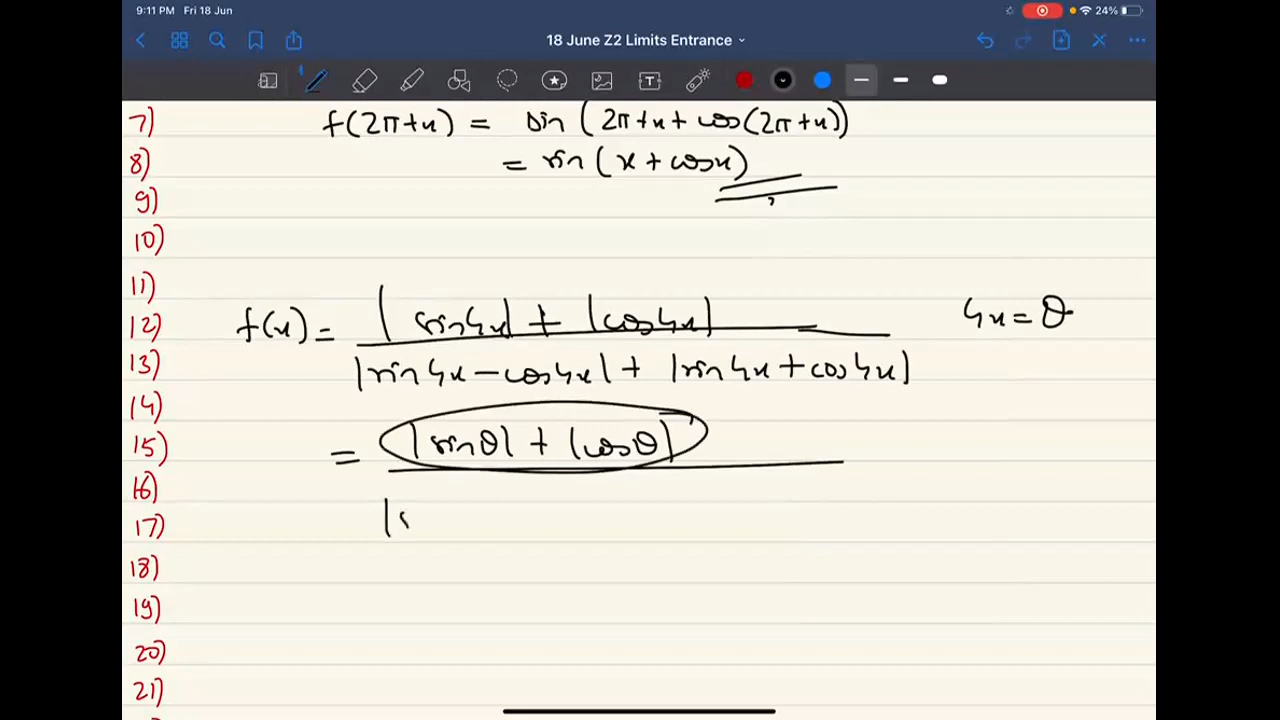 9:11 PM Fri 18 Jun 24%
18 June Z2 Limits Entrance
T
7) f(2π+x) = sin (2π+x+cos(2π+x))
8) = sin (x+cosx)
9)
10)
11)
12) f(x) = |sin4x| + |cos4x| 4x = θ
13) |sin4x - cos4x| + |sin4x + cos4x|
14)
15) = |sinθ| + |cosθ|
16)
17) |s
18)
19)
20)
21)